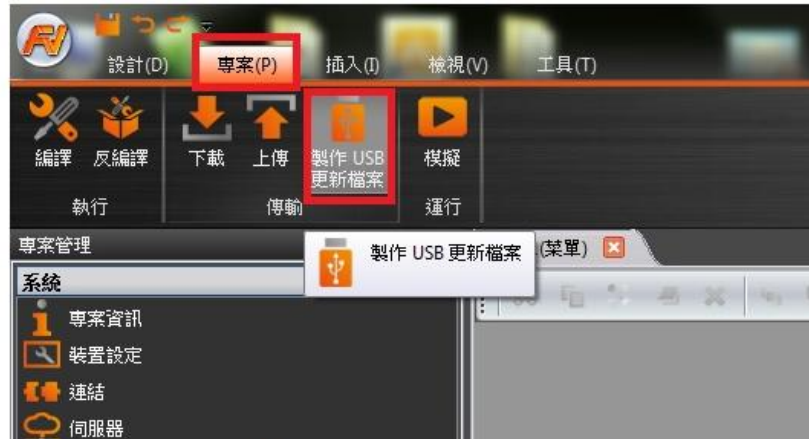 設計(D) 專案(P) 插入(I) 檢視(V) 工具(T)
編譯 反編譯 下載 上傳 製作 USB 模擬
更新檔案
執行 傳輸 運行
專案管理
製作 USB 更新檔案
(菜單)
系統
專案資訊
裝置設定
連結
伺服器